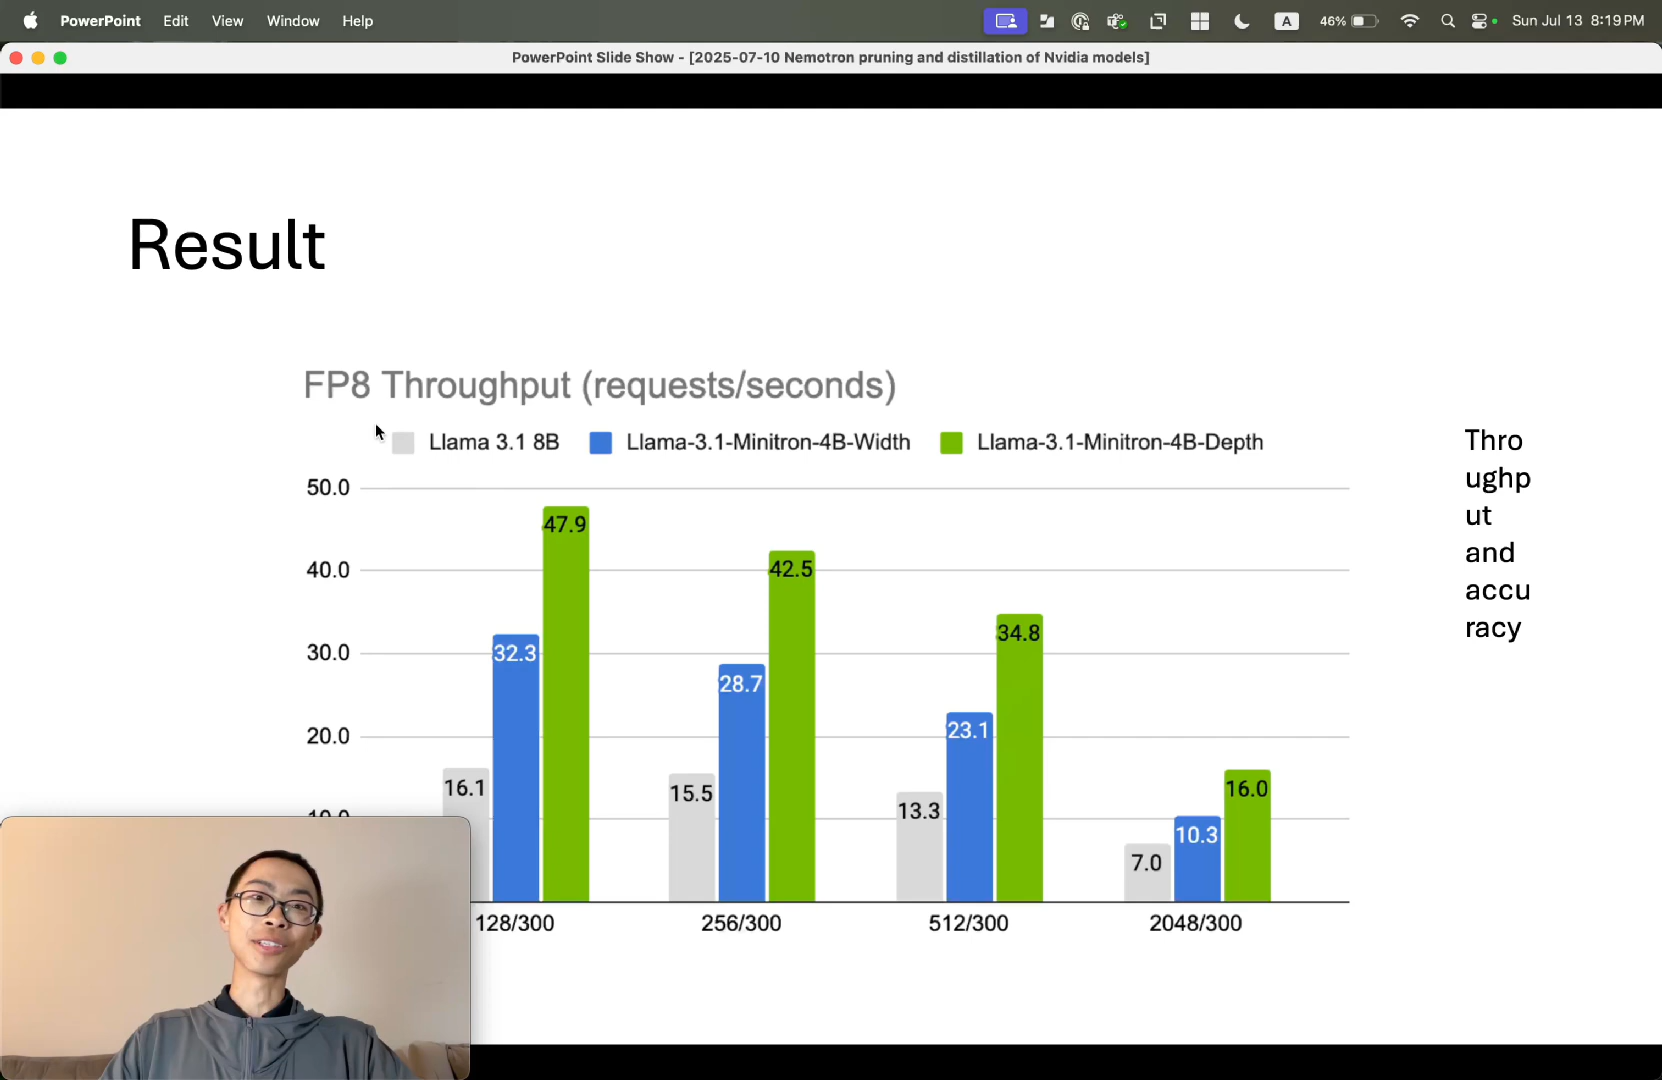 PowerPoint Edit View Window Help A 46% Sun Jul 13 8:19 PM
PowerPoint Slide Show - [2025-07-10 Nemotron pruning and distillation of Nvidia models]
Result
FP8 Throughput (requests/seconds)
Llama 3.1 8B Llama-3.1-Minitron-4B-Width Llama-3.1-Minitron-4B-Depth
50.0
40.0
30.0
20.0
10.0
16.1 32.3 47.9
15.5 28.7 42.5
13.3 23.1 34.8
7.0 10.3 16.0
128/300 256/300 512/300 2048/300
Thro
ughp
ut
and
accu
racy